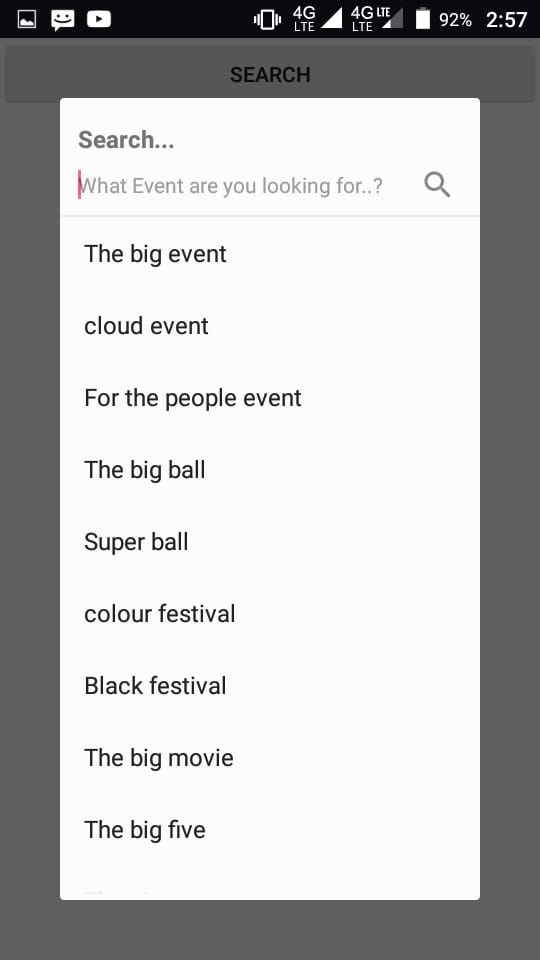 4G LTE 4G LTE LTE 92% 2:57
SEARCH
Search...
What Event are you looking for..?
The big event
cloud event
For the people event
The big ball
Super ball
colour festival
Black festival
The big movie
The big five